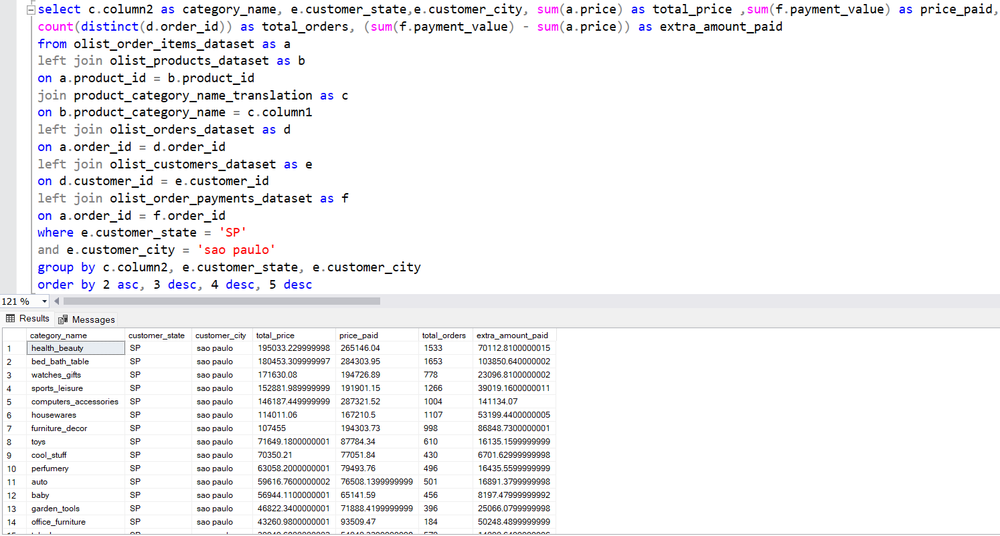 select c.column2 as category_name, e.customer_state,e.customer_city, sum(a.price) as total_price ,sum(f.payment_value) as price_paid,
count(distinct(d.order_id)) as total_orders, (sum(f.payment_value) - sum(a.price)) as extra_amount_paid
from olist_order_items_dataset as a
left join olist_products_dataset as b
on a.product_id = b.product_id
join product_category_name_translation as c
on b.product_category_name = c.column1
left join olist_orders_dataset as d
on a.order_id = d.order_id
left join olist_customers_dataset as e
on d.customer_id = e.customer_id
left join olist_order_payments_dataset as f
on a.order_id = f.order_id
where e.customer_state = 'SP'
and e.customer_city = 'sao paulo'
group by c.column2, e.customer_state, e.customer_city
order by 2 asc, 3 desc, 4 desc, 5 desc
121 %
Results Messages
category_name customer_state customer_city total_price price_paid total_orders extra_amount_paid
1 health_beauty SP sao paulo 195033.229999998 265146.04 1533 70112.8100000015
2 bed_bath_table SP sao paulo 180453.309999997 284303.95 1653 103850.640000002
3 watches_gifts SP sao paulo 171630.08 194726.89 778 23096.8100000002
4 sports_leisure SP sao paulo 152881.989999999 191901.15 1266 39019.1600000011
5 computers_accessories SP sao paulo 146187.449999999 287321.52 1004 141134.07
6 housewares SP sao paulo 114011.06 167210.5 1107 53199.4400000005
7 furniture_decor SP sao paulo 107455 194303.73 998 86848.7300000001
8 toys SP sao paulo 71649.1800000001 87784.34 610 16135.1599999999
9 cool_stuff SP sao paulo 70350.21 77051.84 430 6701.62999999998
10 perfumery SP sao paulo 63058.2000000001 79493.76 496 16435.5599999999
11 auto SP sao paulo 59616.7600000002 76508.1399999999 501 16891.3799999998
12 baby SP sao paulo 56944.1100000001 65141.59 456 8197.47999999992
13 garden_tools SP sao paulo 46822.3400000001 71888.4199999999 396 25066.0799999998
14 office_furniture SP sao paulo 43260.9800000001 93509.47 184 50248.4899999999